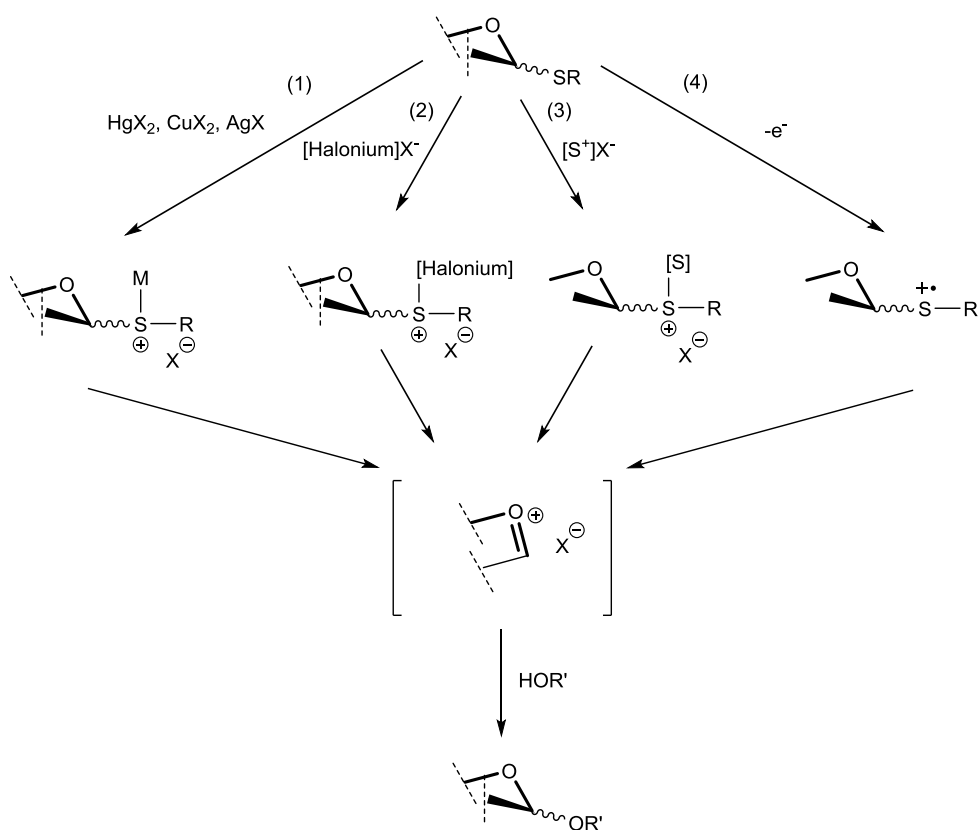 O
SR
(1)
(2)
(3)
(4)
HgX₂, CuX₂, AgX
[Halonium]X⁻
[S⁺]X⁻
-e⁻
O
M
S
R
⊕
X⊖
O
[Halonium]
S
R
⊕
X⊖
O
[S]
S
R
⊕
X⊖
O
+•
S
R
O⊕
X⊖
HOR'
O
OR'